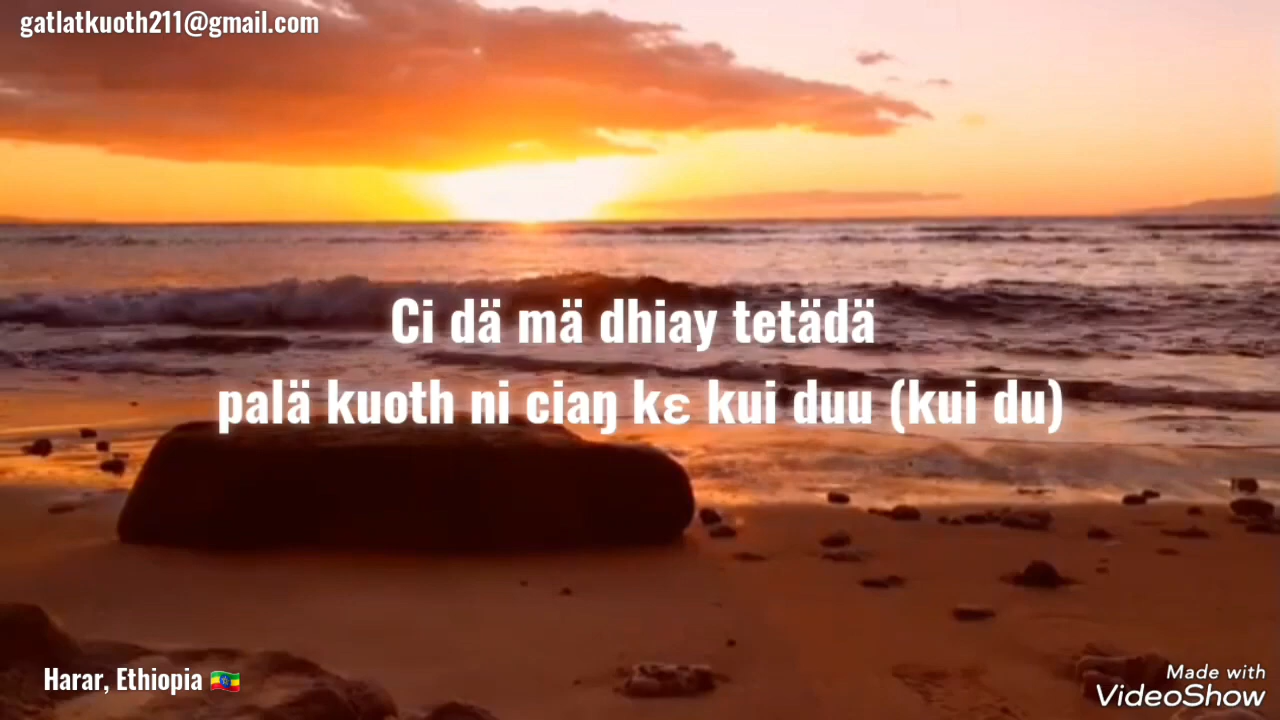 gatlatkuoth211@gmail.com
Ci dä mä dhiay tetädä
palä kuoth ni ciaŋ kɛ kui duu (kui du)
Harar, Ethiopia 🇪🇹
Made with
VideoShow